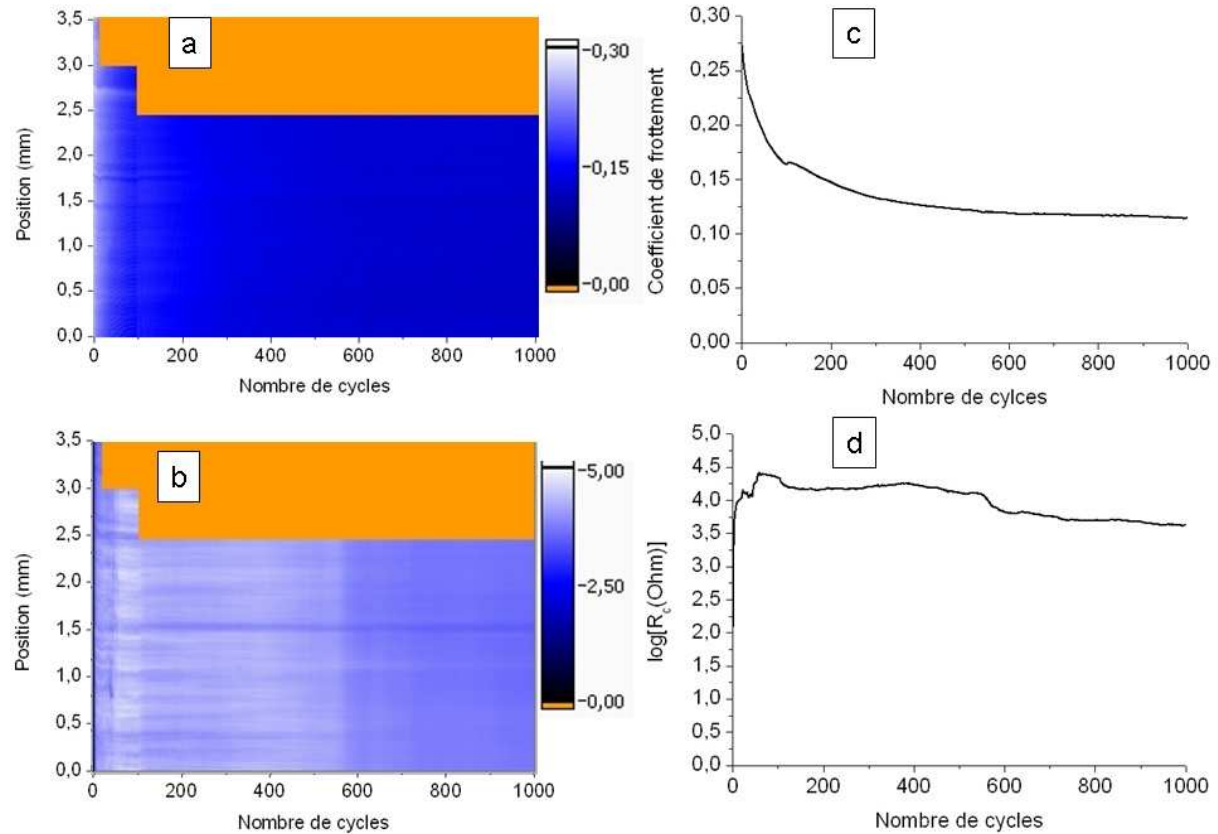 a
3,5
3,0
2,5
2,0
1,5
1,0
0,5
0,0
Position (mm)
0 200 400 600 800 1000
Nombre de cycles
0,30
0,15
0,00
c
0,30
0,25
0,20
0,15
0,10
0,05
0,00
Coefficient de frottement
0 200 400 600 800 1000
Nombre de cylces
b
3,5
3,0
2,5
2,0
1,5
1,0
0,5
0,0
Position (mm)
0 200 400 600 800 1000
Nombre de cycles
5,00
2,50
0,00
d
5,0
4,5
4,0
3,5
3,0
2,5
2,0
1,5
1,0
0,5
0,0
log[Rc(Ohm)]
0 200 400 600 800 1000
Nombre de cycles